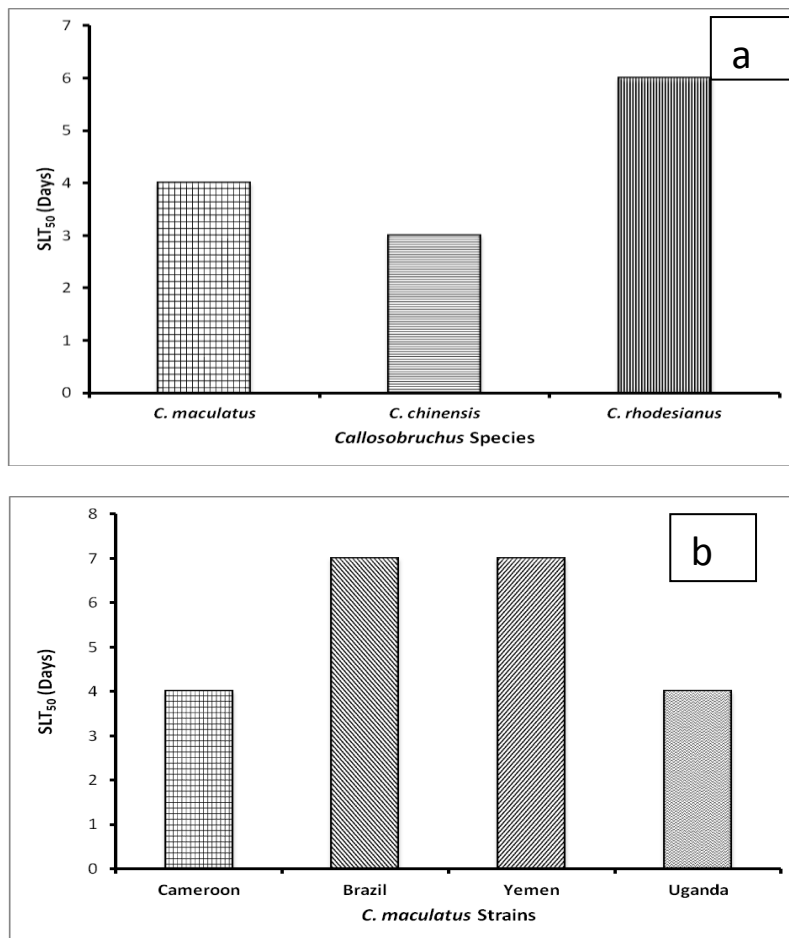 a
7
6
5
4
3
2
1
0
SLT₅₀ (Days)
C. maculatus C. chinensis C. rhodesianus
Callosobruchus Species
b
8
7
6
5
4
3
2
1
0
SLT₅₀ (Days)
Cameroon Brazil Yemen Uganda
C. maculatus Strains